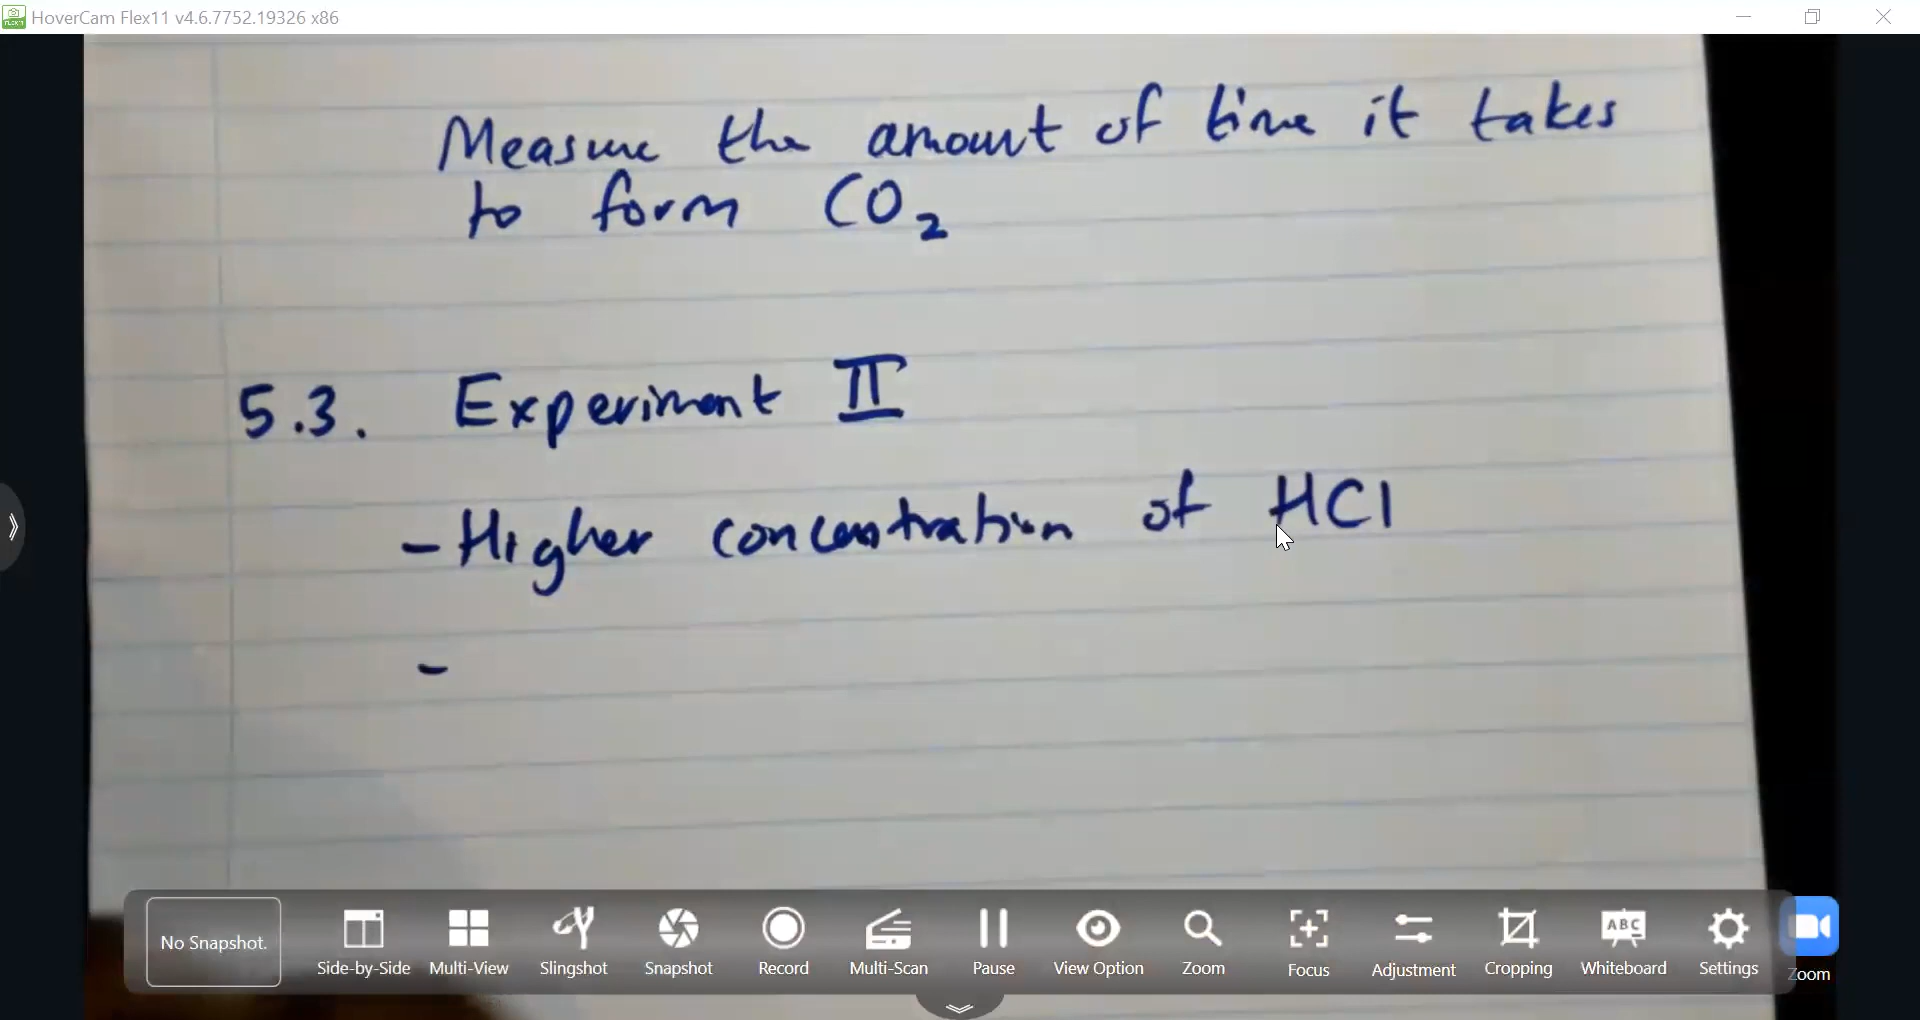 HoverCam Flex11 v4.6.7752.19326 x86
Measure the amount of time it takes
to form CO2
5.3. Experiment II
- Higher concentration of HCl
-
No Snapshot.
Side-by-Side Multi-View Slingshot Snapshot Record Multi-Scan Pause View Option Zoom Focus Adjustment Cropping ABC Whiteboard Settings Zoom